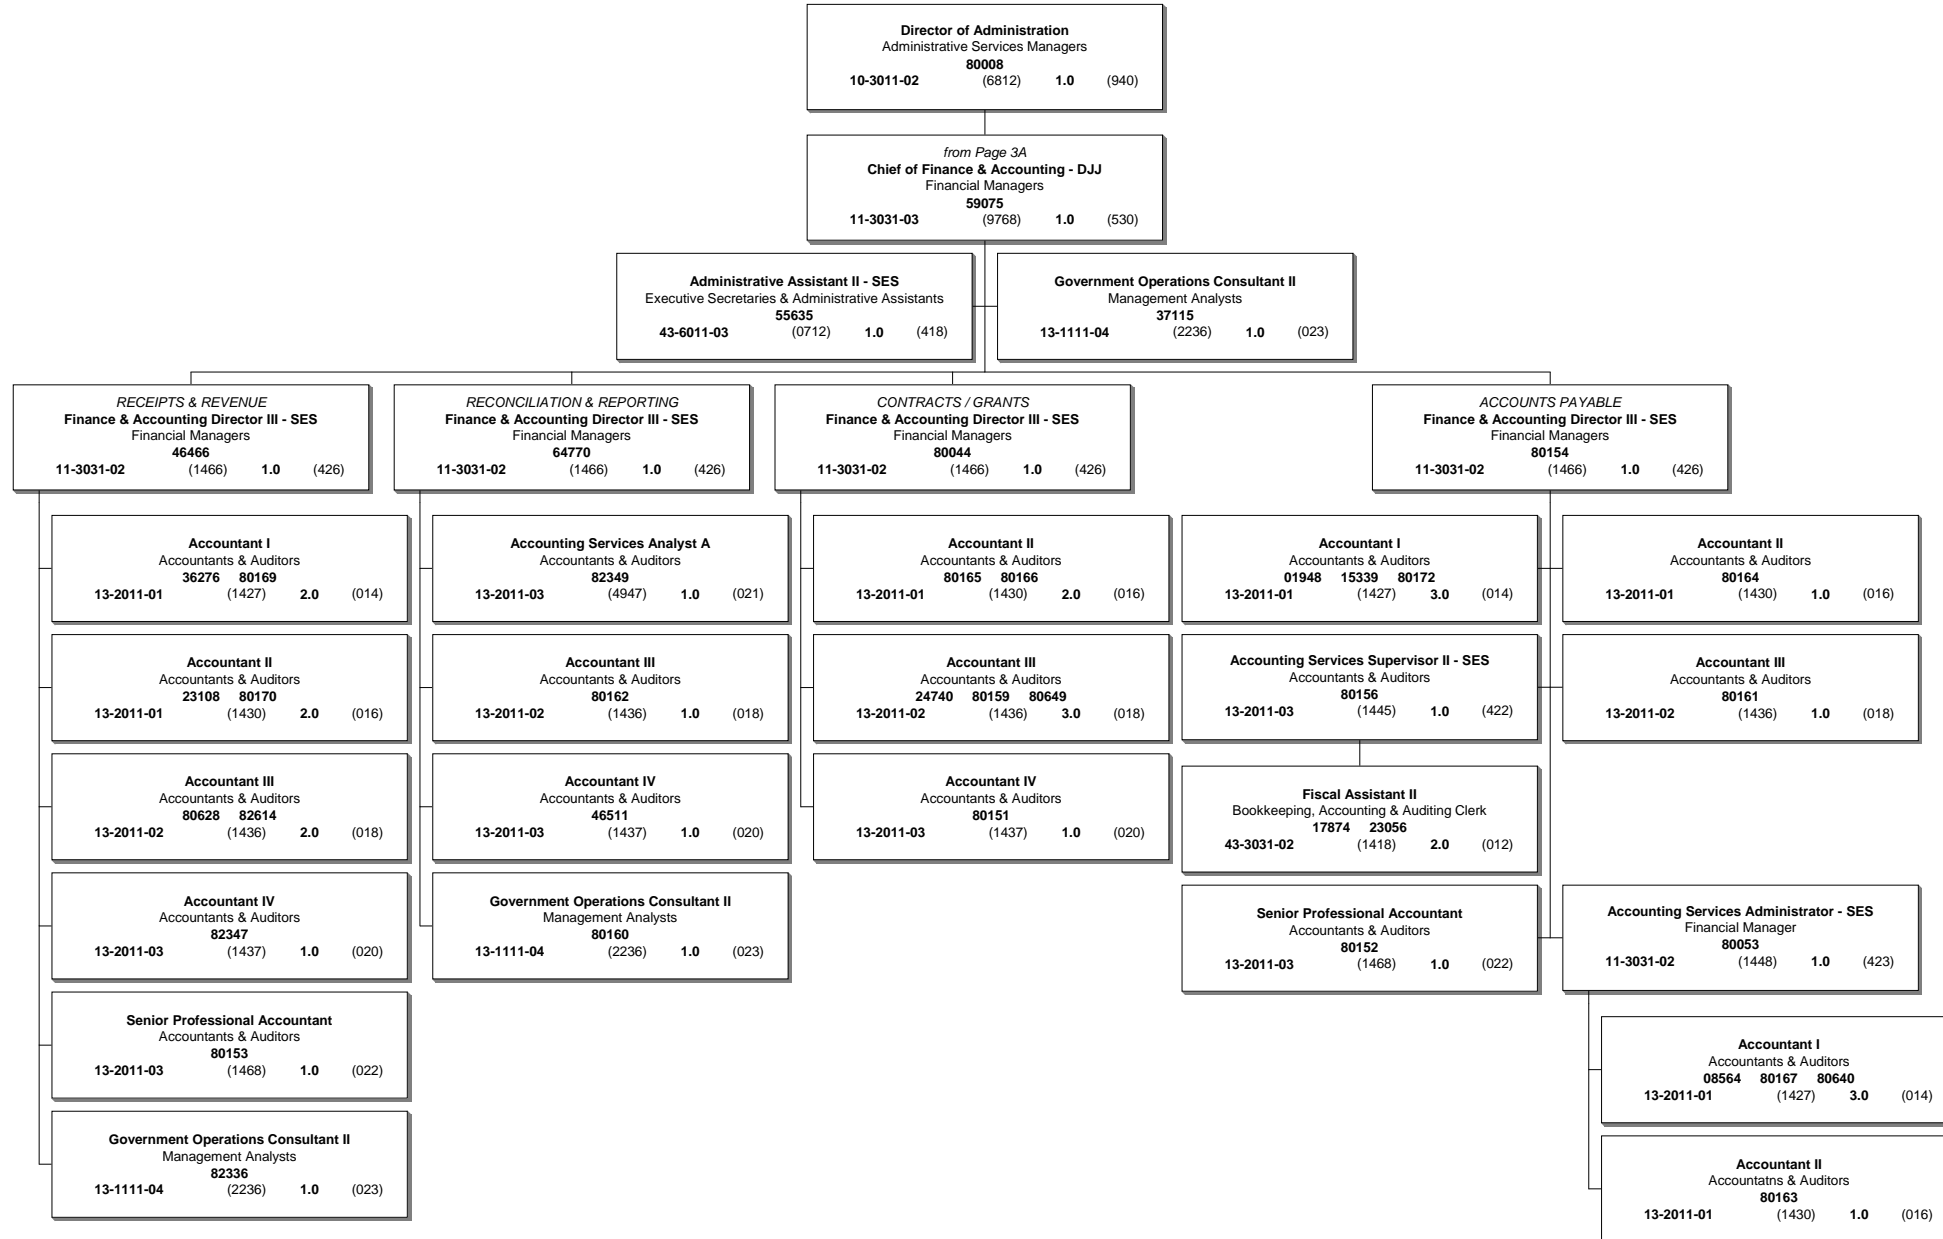 Director of Administration
Administrative Services Managers
80008
10-3011-02 (6812) 1.0 (940)
from Page 3A
Chief of Finance & Accounting - DJJ
Financial Managers
59075
11-3031-03 (9768) 1.0 (530)
Administrative Assistant II - SES
Executive Secretaries & Administrative Assistants
55635
43-6011-03 (0712) 1.0 (418)
Government Operations Consultant II
Management Analysts
37115
13-1111-04 (2236) 1.0 (023)
RECEIPTS & REVENUE
Finance & Accounting Director III - SES
Financial Managers
46466
11-3031-02 (1466) 1.0 (426)
Accountant I
Accountants & Auditors
36276 80169
13-2011-01 (1427) 2.0 (014)
Accountant II
Accountants & Auditors
23108 80170
13-2011-01 (1430) 2.0 (016)
Accountant III
Accountants & Auditors
80628 82614
13-2011-02 (1436) 2.0 (018)
Accountant IV
Accountants & Auditors
82347
13-2011-03 (1437) 1.0 (020)
Senior Professional Accountant
Accountants & Auditors
80153
13-2011-03 (1468) 1.0 (022)
Government Operations Consultant II
Management Analysts
82336
13-1111-04 (2236) 1.0 (023)
RECONCILIATION & REPORTING
Finance & Accounting Director III - SES
Financial Managers
64770
11-3031-02 (1466) 1.0 (426)
Accounting Services Analyst A
Accountants & Auditors
82349
13-2011-03 (4947) 1.0 (021)
Accountant III
Accountants & Auditors
80162
13-2011-02 (1436) 1.0 (018)
Accountant IV
Accountants & Auditors
46511
13-2011-03 (1437) 1.0 (020)
Government Operations Consultant II
Management Analysts
80160
13-1111-04 (2236) 1.0 (023)
CONTRACTS / GRANTS
Finance & Accounting Director III - SES
Financial Managers
80044
11-3031-02 (1466) 1.0 (426)
Accountant II
Accountants & Auditors
80165 80166
13-2011-01 (1430) 2.0 (016)
Accountant III
Accountants & Auditors
24740 80159 80649
13-2011-02 (1436) 3.0 (018)
Accountant IV
Accountants & Auditors
80151
13-2011-03 (1437) 1.0 (020)
ACCOUNTS PAYABLE
Finance & Accounts Director III - SES
Financial Managers
80154
11-3031-02 (1466) 1.0 (426)
Accountant I
Accountants & Auditors
01948 15339 80172
13-2011-01 (1427) 3.0 (014)
Accountant II
Accountants & Auditors
80164
13-2011-01 (1430) 1.0 (016)
Accounting Services Supervisor II - SES
Accountants & Auditors
80156
13-2011-03 (1445) 1.0 (422)
Accountant III
Accountants & Auditors
80161
13-2011-02 (1436) 1.0 (018)
Fiscal Assistant II
Bookkeeping, Accounting & Auditing Clerk
17874 23056
43-3031-02 (1418) 2.0 (012)
Senior Professional Accountant
Accountants & Auditors
80152
13-2011-03 (1468) 1.0 (022)
Accounting Services Administrator - SES
Financial Manager
80053
11-3031-02 (1448) 1.0 (423)
Accountant I
Accountants & Auditors
08564 80167 80640
13-2011-01 (1427) 3.0 (014)
Accountant II
Accountatns & Auditors
80163
13-2011-01 (1430) 1.0 (016)